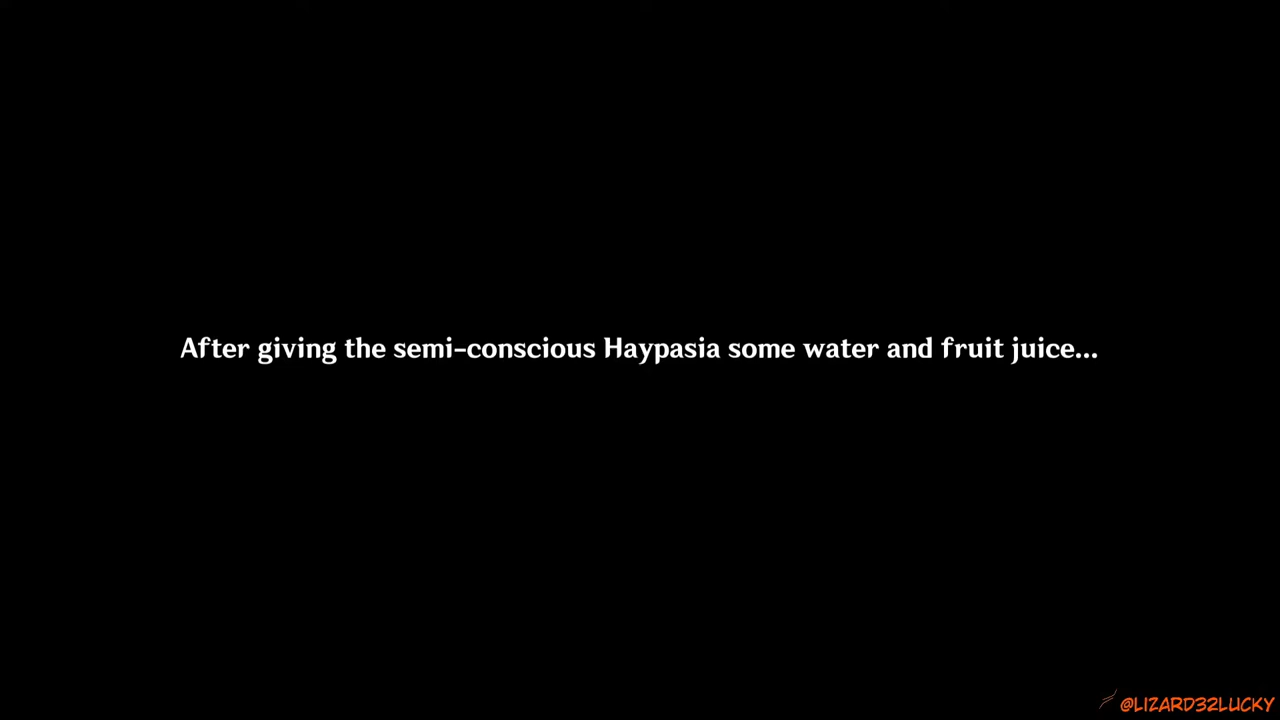 After giving the semi-conscious Haypasia some water and fruit juice...
@LIZARD32LUCKY